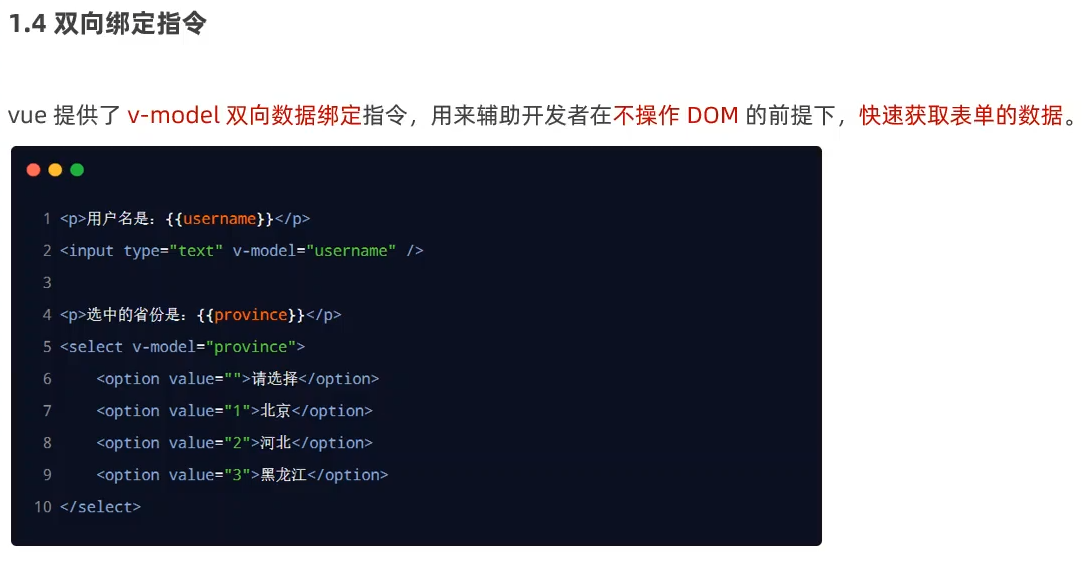 1.4 双向绑定指令
vue 提供了 v-model 双向数据绑定指令，用来辅助开发者在不操作 DOM 的前提下，快速获取表单的数据。
1 <p>用户名是：{{username}}</p>
2 <input type="text" v-model="username" />
3
4 <p>选中的省份是：{{province}}</p>
5 <select v-model="province">
6     <option value="">请选择</option>
7     <option value="1">北京</option>
8     <option value="2">河北</option>
9     <option value="3">黑龙江</option>
10 </select>